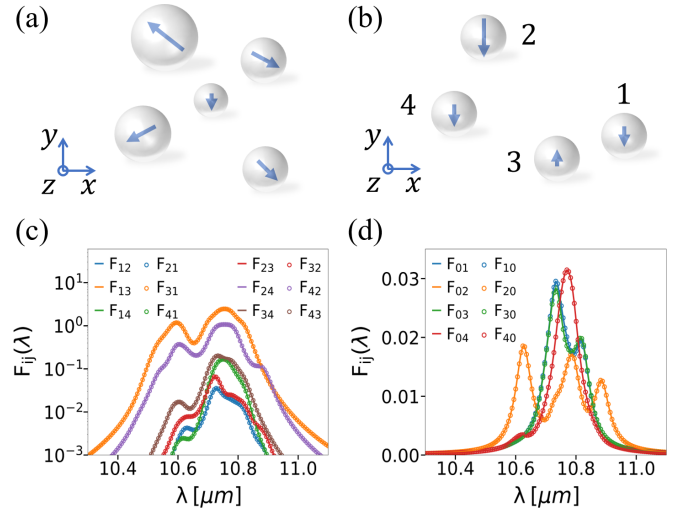 (a)
y
z x
(b)
2
4
1
3
y
z x
(c)
F₁₂ F₂₁ F₂₃ F₃₂
F₁₃ F₃₁ F₂₄ F₄₂
F₁₄ F₄₁ F₃₄ F₄₃
F_ij(λ)
10¹
10⁰
10⁻¹
10⁻²
10⁻³
10.4 10.6 10.8 11.0
λ [μm]
(d)
F₀₁ F₁₀
F₀₂ F₂₀
F₀₃ F₃₀
F₀₄ F₄₀
F_ij(λ)
0.03
0.02
0.01
0.00
10.4 10.6 10.8 11.0
λ [μm]